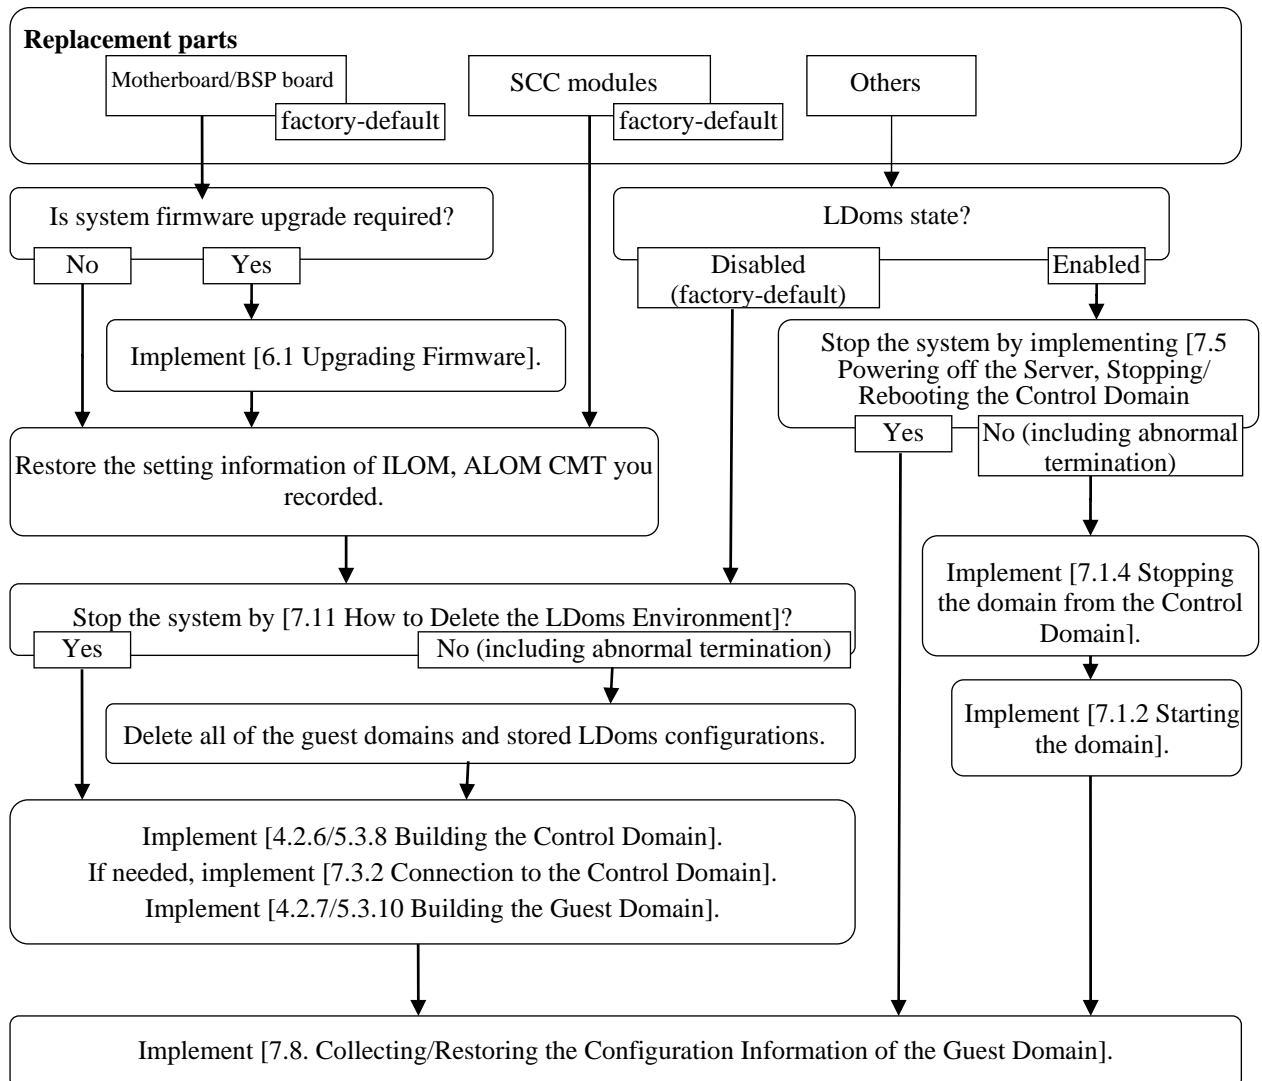 Replacement parts
Motherboard/BSP board
factory-default
SCC modules
factory-default
Others
Is system firmware upgrade required?
No
Yes
LDoms state?
Disabled
(factory-default)
Enabled
Implement [6.1 Upgrading Firmware].
Stop the system by implementing [7.5
Powering off the Server, Stopping/
Rebooting the Control Domain
Yes
No (including abnormal
termination)
Restore the setting information of ILOM, ALOM CMT you
recorded.
Implement [7.1.4 Stopping
the domain from the Control
Domain].
Stop the system by [7.11 How to Delete the LDoms Environment]?
Yes
No (including abnormal termination)
Delete all of the guest domains and stored LDoms configurations.
Implement [7.1.2 Starting
the domain].
Implement [4.2.6/5.3.8 Building the Control Domain].
If needed, implement [7.3.2 Connection to the Control Domain].
Implement [4.2.7/5.3.10 Building the Guest Domain].
Implement [7.8. Collecting/Restoring the Configuration Information of the Guest Domain].